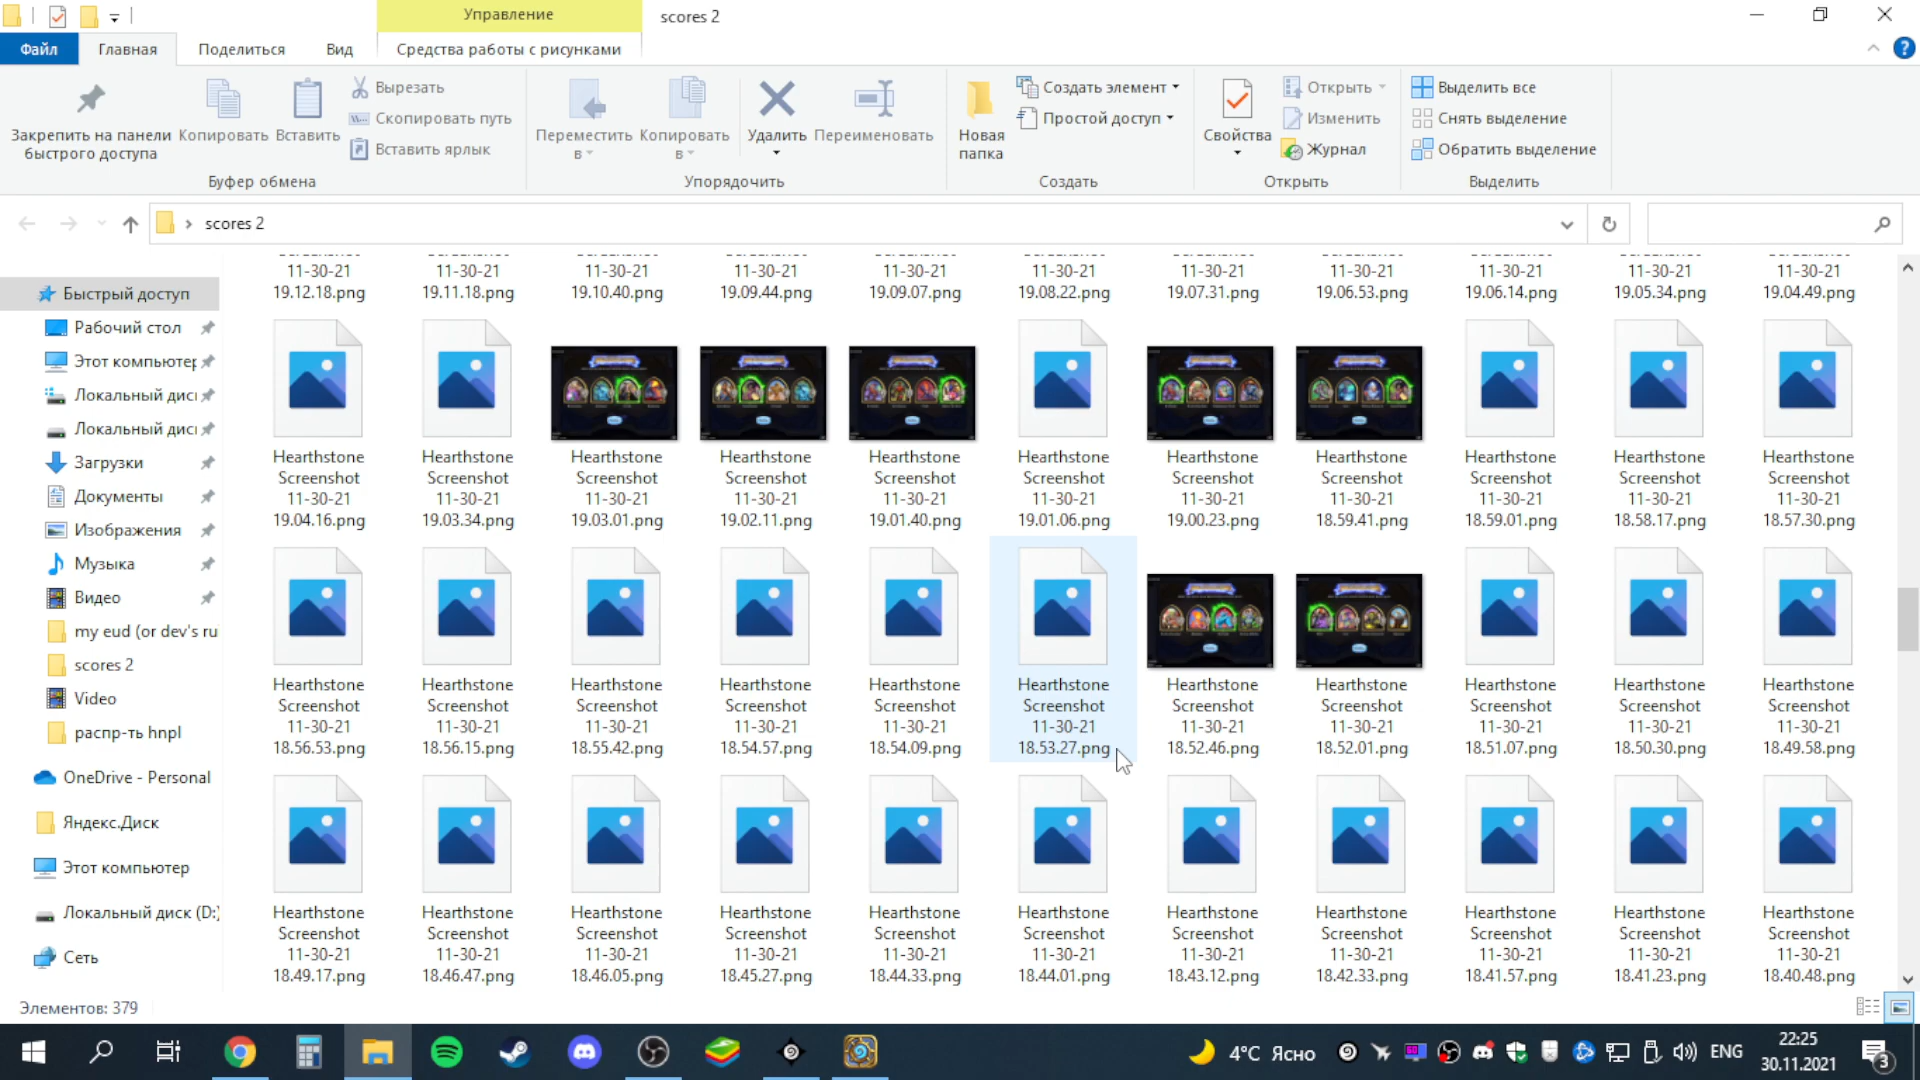 Управление
scores 2
Файл
Главная
Поделиться
Вид
Средства работы с рисунками
Закрепить на панели
быстрого доступа
Копировать
Вставить
Вырезать
Скопировать путь
Вставить ярлык
Буфер обмена
Переместить
в
Копировать
в
Удалить
Переименовать
Упорядочить
Новая
папка
Создать элемент
Простой доступ
Создать
Свойства
Открыть
Изменить
Журнал
Открыть
Выделить все
Снять выделение
Обратить выделение
Выделить
scores 2
Быстрый доступ
Рабочий стол
Этот компьютер
Локальный дис
Локальный дис
Загрузки
Документы
Изображения
Музыка
Видео
my eud (or dev's ru
scores 2
Video
распр-ть hnpl
OneDrive - Personal
Яндекс.Диск
Этот компьютер
Локальный диск (D:)
Сеть
11-30-21 11-30-21 11-30-21 11-30-21 11-30-21 11-30-21 11-30-21 11-30-21 11-30-21 11-30-21 11-30-21
19.12.18.png 19.11.18.png 19.10.40.png 19.09.44.png 19.09.07.png 19.08.22.png 19.07.31.png 19.06.53.png 19.06.14.png 19.05.34.png 19.04.49.png
Hearthstone Hearthstone Hearthstone Hearthstone Hearthstone Hearthstone Hearthstone Hearthstone Hearthstone Hearthstone Hearthstone
Screenshot Screenshot Screenshot Screenshot Screenshot Screenshot Screenshot Screenshot Screenshot Screenshot Screenshot
11-30-21 11-30-21 11-30-21 11-30-21 11-30-21 11-30-21 11-30-21 11-30-21 11-30-21 11-30-21 11-30-21
19.04.16.png 19.03.34.png 19.03.01.png 19.02.11.png 19.01.40.png 19.01.06.png 19.00.23.png 18.59.41.png 18.59.01.png 18.58.17.png 18.57.30.png
Hearthstone Hearthstone Hearthstone Hearthstone Hearthstone Hearthstone Hearthstone Hearthstone Hearthstone Hearthstone Hearthstone
Screenshot Screenshot Screenshot Screenshot Screenshot Screenshot Screenshot Screenshot Screenshot Screenshot Screenshot
11-30-21 11-30-21 11-30-21 11-30-21 11-30-21 11-30-21 11-30-21 11-30-21 11-30-21 11-30-21 11-30-21
18.56.53.png 18.56.15.png 18.55.42.png 18.54.57.png 18.54.09.png 18.53.27.png 18.52.46.png 18.52.01.png 18.51.07.png 18.50.30.png 18.49.58.png
Hearthstone Hearthstone Hearthstone Hearthstone Hearthstone Hearthstone Hearthstone Hearthstone Hearthstone Hearthstone Hearthstone
Screenshot Screenshot Screenshot Screenshot Screenshot Screenshot Screenshot Screenshot Screenshot Screenshot Screenshot
11-30-21 11-30-21 11-30-21 11-30-21 11-30-21 11-30-21 11-30-21 11-30-21 11-30-21 11-30-21 11-30-21
18.49.17.png 18.46.47.png 18.46.05.png 18.45.27.png 18.44.33.png 18.44.01.png 18.43.12.png 18.42.33.png 18.41.57.png 18.41.23.png 18.40.48.png
Элементов: 379
4°C Ясно
ENG
22:25
30.11.2021
3